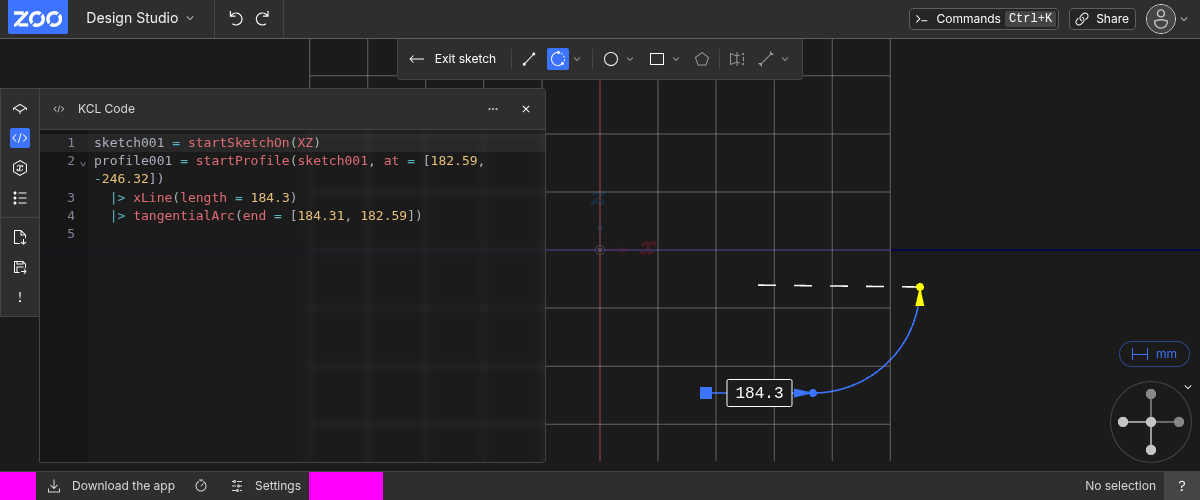 ZOO
Design Studio
Commands Ctrl+K
Share
Exit sketch
KCL Code
1 sketch001 = startSketchOn(XZ)
2 profile001 = startProfile(sketch001, at = [182.59,
-246.32])
3 |> xLine(length = 184.3)
4 |> tangentialArc(end = [184.31, 182.59])
5
z
x
184.3
mm
Download the app
Settings
No selection
?